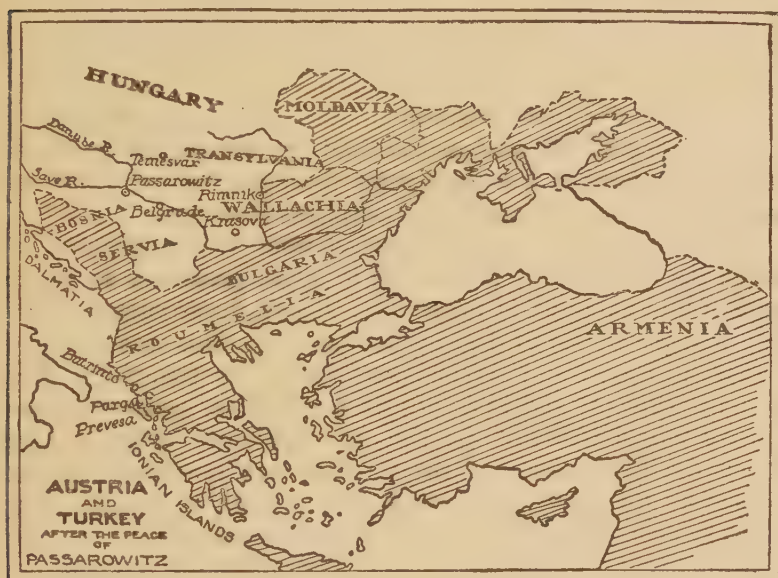 HUNGARY
MOLDAVIA
Danube R.
Temesvar
TRANSYLVANIA
Save R.
Passarowitz
Rimnik
BOSNIA
Belgrade
WALLACHIA
Krasova
SERVIA
DALMATIA
BULGARIA
ROUMELIA
ARMENIA
Butrinto
Parga
Prevesa
IONIAN ISLANDS
AUSTRIA
AND
TURKEY
AFTER THE PEACE
OF
PASSAROWITZ